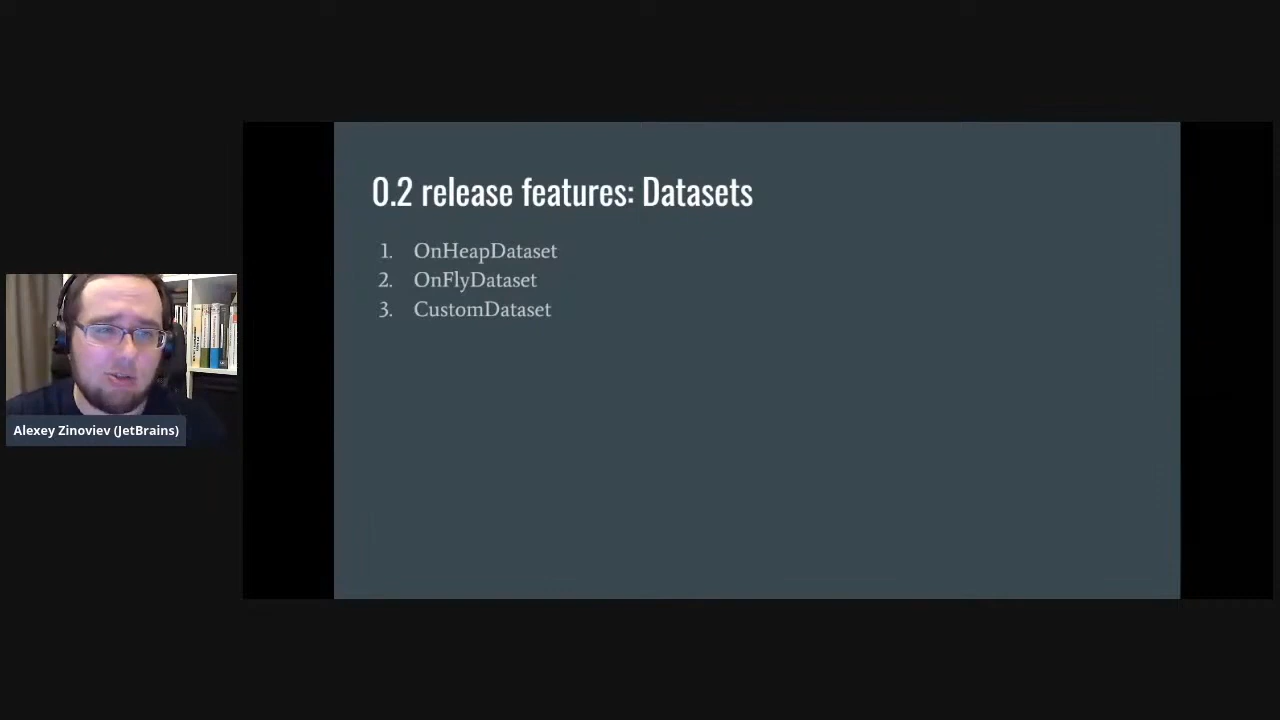 0.2 release features: Datasets
1. OnHeapDataset
2. OnFlyDataset
3. CustomDataset
Alexey Zinoviev (JetBrains)